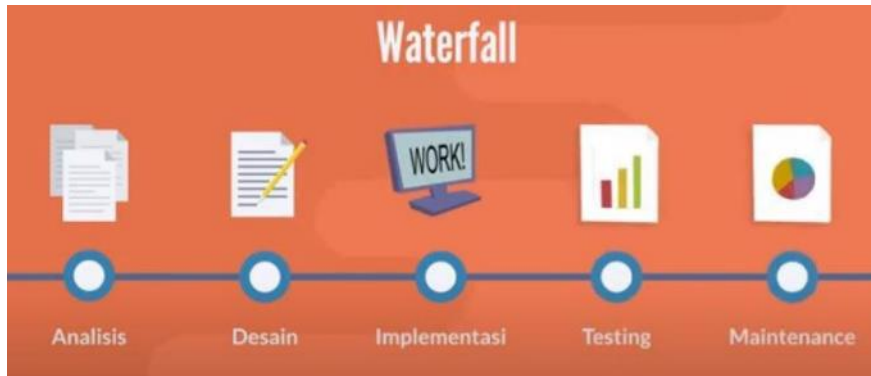 Waterfall
WORK!
Analisis
Desain
Implementasi
Testing
Maintenance